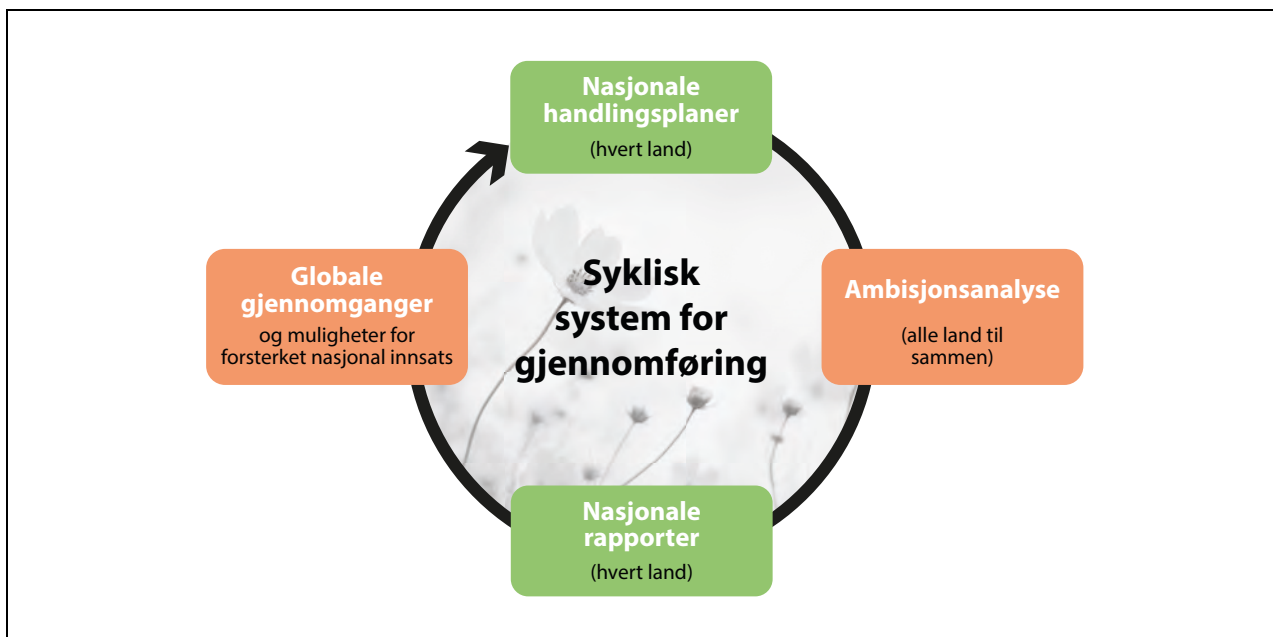 Nasjonale
handlingsplaner
(hvert land)
Globale
gjennomganger
og muligheter for
forsterket nasjonal innsats
Syklisk
system for
gjennomføring
Ambisjonsanalyse
(alle land til
sammen)
Nasjonale
rapporter
(hvert land)